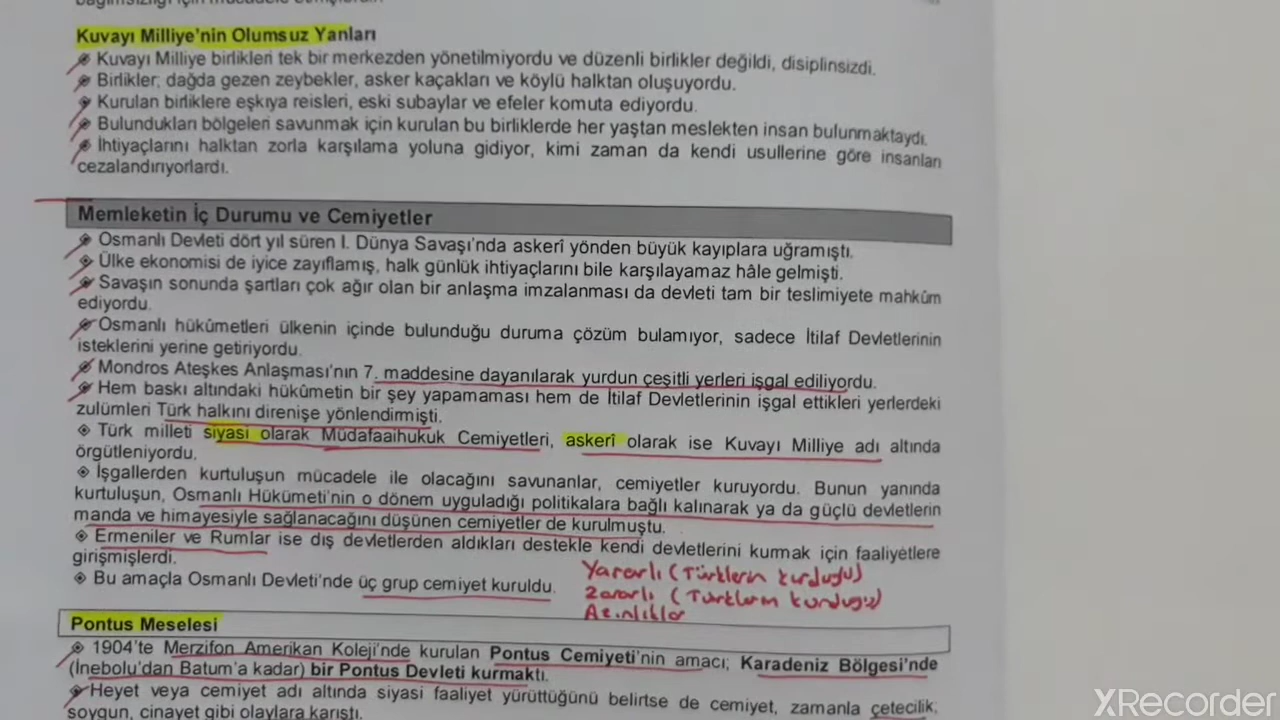 Kuvayı Milliye'nin Olumsuz Yanları
Kuvayı Milliye birlikleri tek bir merkezden yönetilmiyordu ve düzenli birlikler değildi, disiplinsizdi.
Birlikler; dağda gezen zeybekler, asker kaçakları ve köylü halktan oluşuyordu.
Kurulan birliklere eşkıya reisleri, eski subaylar ve efeler komuta ediyordu.
Bulundukları bölgeleri savunmak için kurulan bu birliklerde her yaştan meslekten insan bulunmaktaydı.
İhtiyaçlarını halktan zorla karşılama yoluna gidiyor, kimi zaman da kendi usullerine göre insanları
cezalandırıyorlardı.
Memleketin İç Durumu ve Cemiyetler
Osmanlı Devleti dört yıl süren I. Dünya Savaşı'nda askerî yönden büyük kayıplara uğramıştı.
Ülke ekonomisi de iyice zayıflamış, halk günlük ihtiyaçlarını bile karşılayamaz hâle gelmişti.
Savaşın sonunda şartları çok ağır olan bir anlaşma imzalanması da devleti tam bir teslimiyete mahkûm
ediyordu.
Osmanlı hükûmetleri ülkenin içinde bulunduğu duruma çözüm bulamıyor, sadece İtilaf Devletlerinin
isteklerini yerine getiriyordu.
Mondros Ateşkes Anlaşması'nın 7. maddesine dayanılarak yurdun çeşitli yerleri işgal ediliyordu.
Hem baskı altındaki hükûmetin bir şey yapamaması hem de İtilaf Devletlerinin işgal ettikleri yerlerdeki
zulümleri Türk halkını direnişe yönlendirmişti.
Türk milleti siyasi olarak Müdafaaihukuk Cemiyetleri, askerî olarak ise Kuvayı Milliye adı altında
örgütleniyordu.
İşgallerden kurtuluşun mücadele ile olacağını savunanlar, cemiyetler kuruyordu. Bunun yanında
kurtuluşun, Osmanlı Hükûmeti'nin o dönem uyguladığı politikalara bağlı kalınarak ya da güçlü devletlerin
manda ve himayesiyle sağlanacağını düşünen cemiyetler de kurulmuştu.
Ermeniler ve Rumlar ise dış devletlerden aldıkları destekle kendi devletlerini kurmak için faaliyetlere
girişmişlerdi.
Bu amaçla Osmanlı Devleti'nde üç grup cemiyet kuruldu.
Yararlı (Türklerin kurduğu)
Zararlı (Türklerin kurduğu)
Azınlıklar
Pontus Meselesi
1904'te Merzifon Amerikan Koleji'nde kurulan Pontus Cemiyeti'nin amacı; Karadeniz Bölgesi'nde
(İnebolu'dan Batum'a kadar) bir Pontus Devleti kurmaktı.
Heyet veya cemiyet adı altında siyasi faaliyet yürüttüğünü belirtse de cemiyet, zamanla çetecilik,
soygun, cinayet gibi olaylara karıştı.
XRecorder